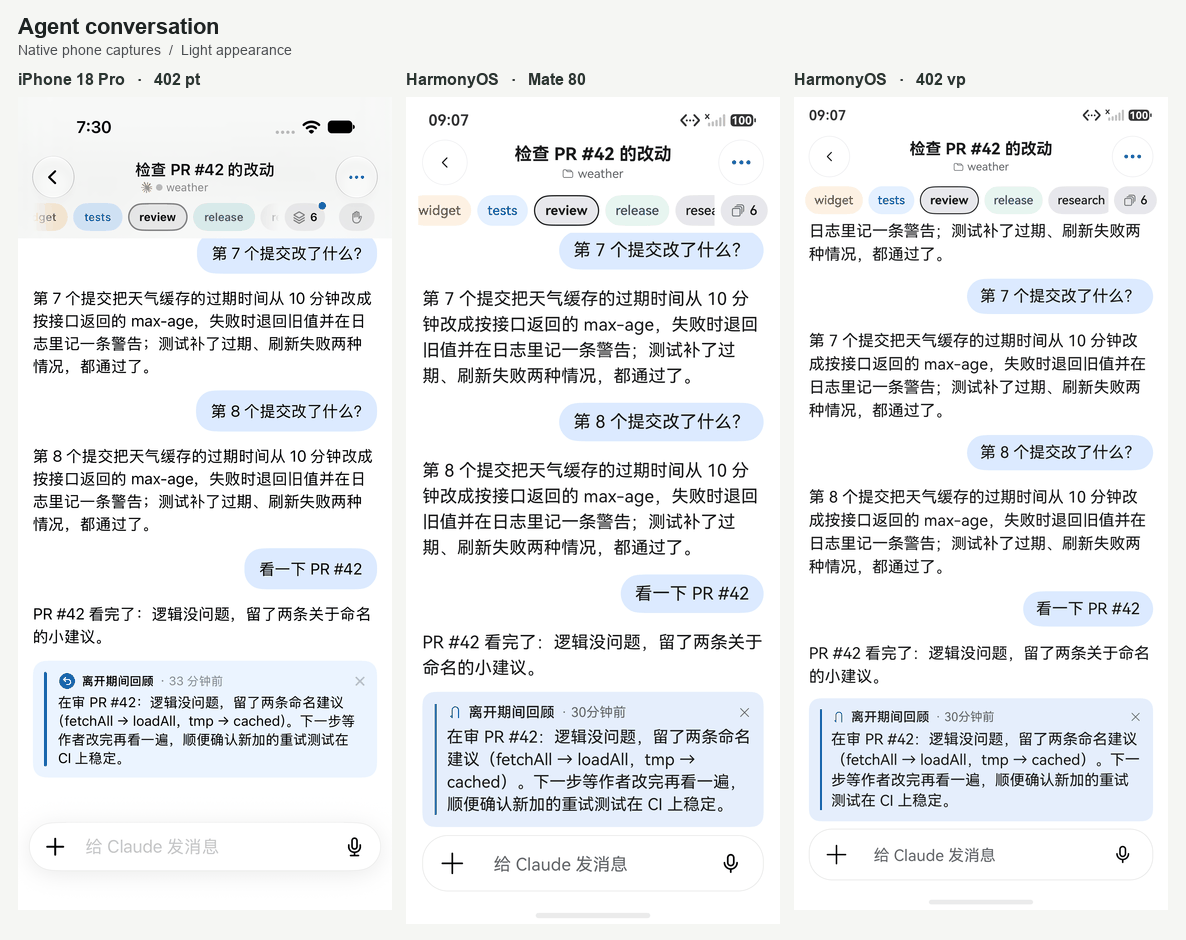 Agent conversation
Native phone captures / Light appearance
iPhone 18 Pro · 402 pt
7:30
检查 PR #42 的改动
weather
get tests review release r 6
第 7 个提交改了什么?
第 7 个提交把天气缓存的过期时间从 10 分钟改成
按接口返回的 max-age，失败时退回旧值并在日
志里记一条警告；测试补了过期、刷新失败两种
情况，都通过了。
第 8 个提交改了什么?
第 8 个提交把天气缓存的过期时间从 10 分钟改成
按接口返回的 max-age，失败时退回旧值并在日
志里记一条警告；测试补了过期、刷新失败两种
情况，都通过了。
看一下 PR #42
PR #42 看完了：逻辑没问题，留了两条关于命名
的小建议。
离开期间回顾 · 33 分钟前
在审 PR #42：逻辑没问题，留了两条命名建议
（fetchAll → loadAll，tmp → cached）。下一步等
作者改完再看一遍，顺便确认新加的重试测试在
CI 上稳定。
给 Claude 发消息
HarmonyOS · Mate 80
09:07 100
检查 PR #42 的改动
weather
widget tests review release resea 6
第 7 个提交改了什么?
第 7 个提交把天气缓存的过期时间从 10 分
钟改成按接口返回的 max-age，失败时退回
旧值并在日志里记一条警告；测试补了过
期、刷新失败两种情况，都通过了。
第 8 个提交改了什么?
第 8 个提交把天气缓存的过期时间从 10 分
钟改成按接口返回的 max-age，失败时退回
旧值并在日志里记一条警告；测试补了过
期、刷新失败两种情况，都通过了。
看一下 PR #42
PR #42 看完了：逻辑没问题，留了两条关于
命名的小建议。
离开期间回顾 · 30分钟前
在审 PR #42：逻辑没问题，留了两条命名
建议（fetchAll → loadAll，tmp →
cached）。下一步等作者改完再看一遍，
顺便确认新加的重试测试在 CI 上稳定。
给 Claude 发消息
HarmonyOS · 402 vp
09:07 100
检查 PR #42 的改动
weather
widget tests review release research 6
日志里记一条警告；测试补了过期、刷新失败两
种情况，都通过了。
第 7 个提交改了什么?
第 7 个提交把天气缓存的过期时间从 10 分钟改
成按接口返回的 max-age，失败时退回旧值并在
日志里记一条警告；测试补了过期、刷新失败两
种情况，都通过了。
第 8 个提交改了什么?
第 8 个提交把天气缓存的过期时间从 10 分钟改
成按接口返回的 max-age，失败时退回旧值并在
日志里记一条警告；测试补了过期、刷新失败两
种情况，都通过了。
看一下 PR #42
PR #42 看完了：逻辑没问题，留了两条关于命名
的小建议。
离开期间回顾 · 30分钟前
在审 PR #42：逻辑没问题，留了两条命名建议
（fetchAll → loadAll，tmp → cached）。下一
步等作者改完再看一遍，顺便确认新加的重试
测试在 CI 上稳定。
给 Claude 发消息